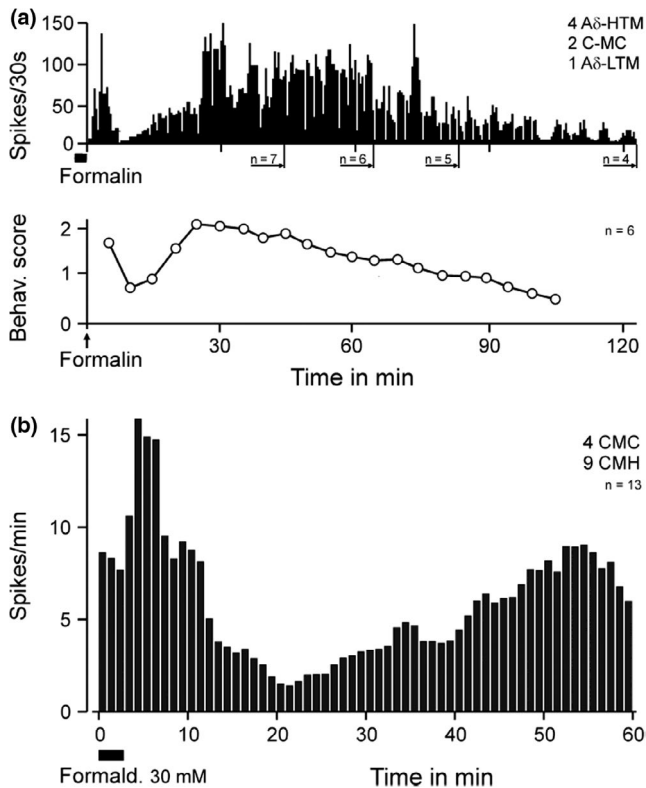 (a)
150
100
50
0
Spikes/30s
4 Aδ-HTM
2 C-MC
1 Aδ-LTM
Formalin
n = 7
n = 6
n = 5
n = 4
2
1
0
Behav. score
n = 6
Formalin
30
60
90
120
Time in min
(b)
15
10
5
0
Spikes/min
4 CMC
9 CMH
n = 13
0
10
20
30
40
50
60
Formald. 30 mM
Time in min